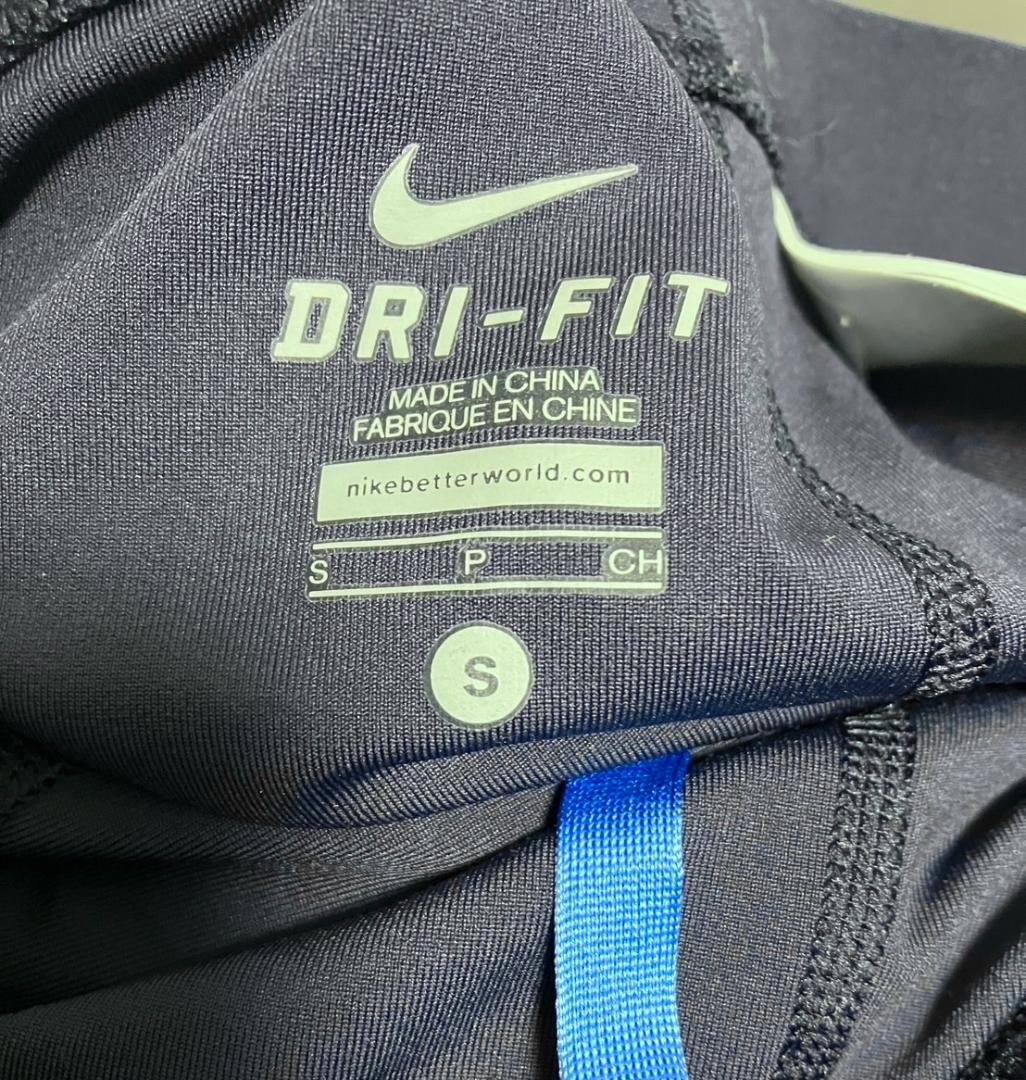 DRI-FIT
MADE IN CHINA
FABRIQUE EN CHINE
nikebetterworld.com
S P CH
S